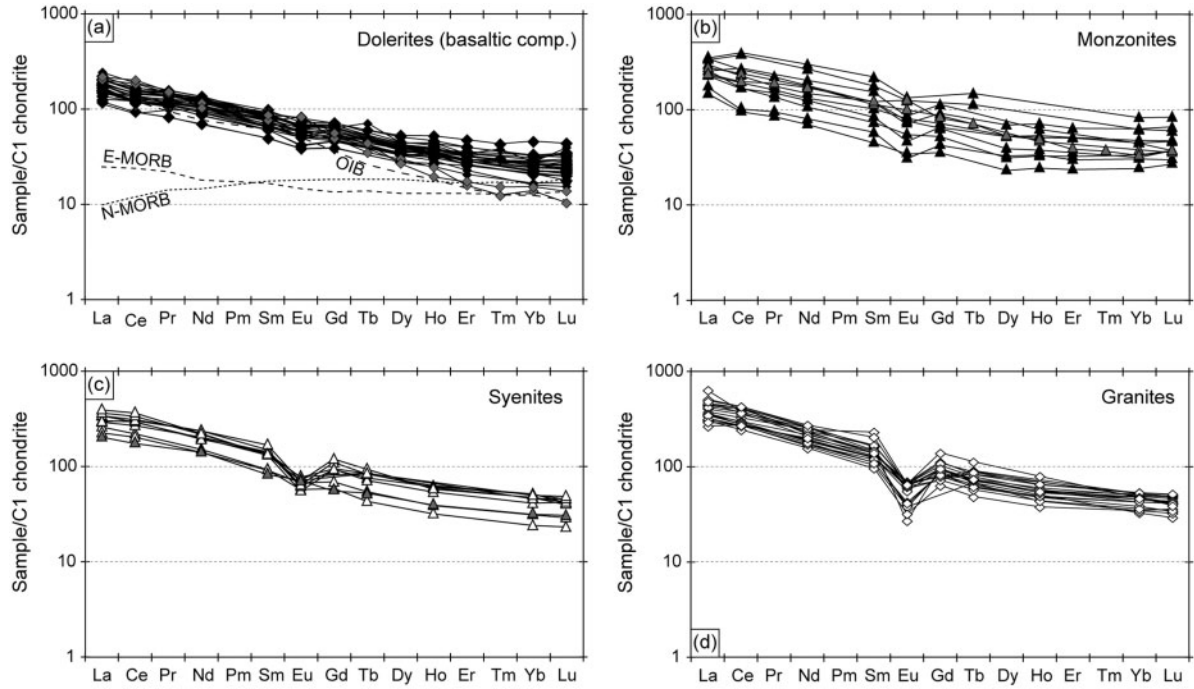 (a)
Dolerites (basaltic comp.)
Sample/C1 chondrite
1000
100
10
1
E-MORB
N-MORB
OIB
La Ce Pr Nd Pm Sm Eu Gd Tb Dy Ho Er Tm Yb Lu
(b)
Monzonites
Sample/C1 chondrite
1000
100
10
1
La Ce Pr Nd Pm Sm Eu Gd Tb Dy Ho Er Tm Yb Lu
(c)
Syenites
Sample/C1 chondrite
1000
100
10
1
La Ce Pr Nd Pm Sm Eu Gd Tb Dy Ho Er Tm Yb Lu
Granites
Sample/C1 chondrite
1000
100
10
1
(d)
La Ce Pr Nd Pm Sm Eu Gd Tb Dy Ho Er Tm Yb Lu